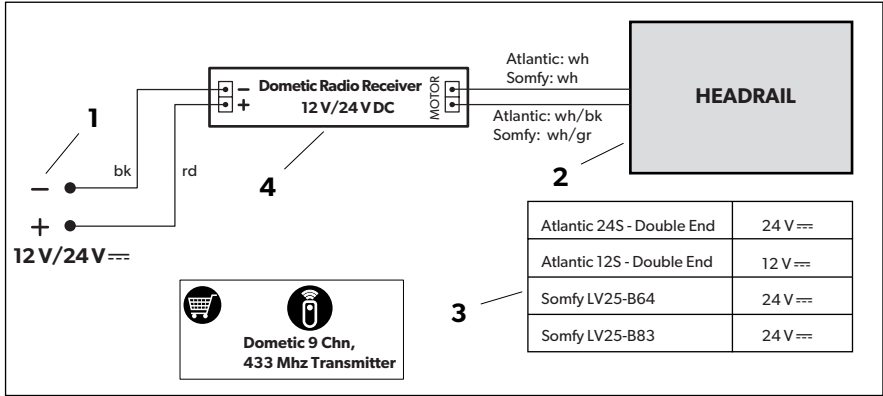 Atlantic: wh
Somfy: wh
− Dometic Radio Receiver
+ 12 V/24 V DC
MOTOR
HEADRAIL
Atlantic: wh/bk
Somfy: wh/gr
1
bk
rd
4
2
−
+
12 V/24 V ⎓
Atlantic 24S - Double End 24 V ⎓
Atlantic 12S - Double End 12 V ⎓
Somfy LV25-B64 24 V ⎓
Somfy LV25-B83 24 V ⎓
3
Dometic 9 Chn,
433 Mhz Transmitter